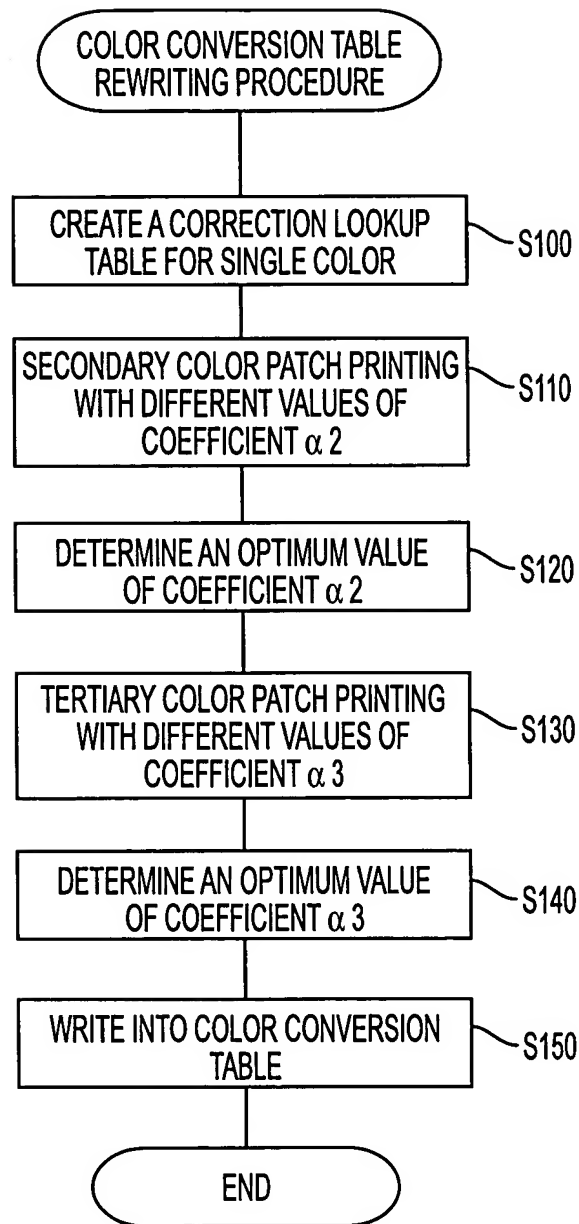 COLOR CONVERSION TABLE
REWRITING PROCEDURE
CREATE A CORRECTION LOOKUP
TABLE FOR SINGLE COLOR
S100
SECONDARY COLOR PATCH PRINTING
WITH DIFFERENT VALUES OF
COEFFICIENT α 2
S110
DETERMINE AN OPTIMUM VALUE
OF COEFFICIENT α 2
S120
TERTIARY COLOR PATCH PRINTING
WITH DIFFERENT VALUES OF
COEFFICIENT α 3
S130
DETERMINE AN OPTIMUM VALUE
OF COEFFICIENT α 3
S140
WRITE INTO COLOR CONVERSION
TABLE
S150
END